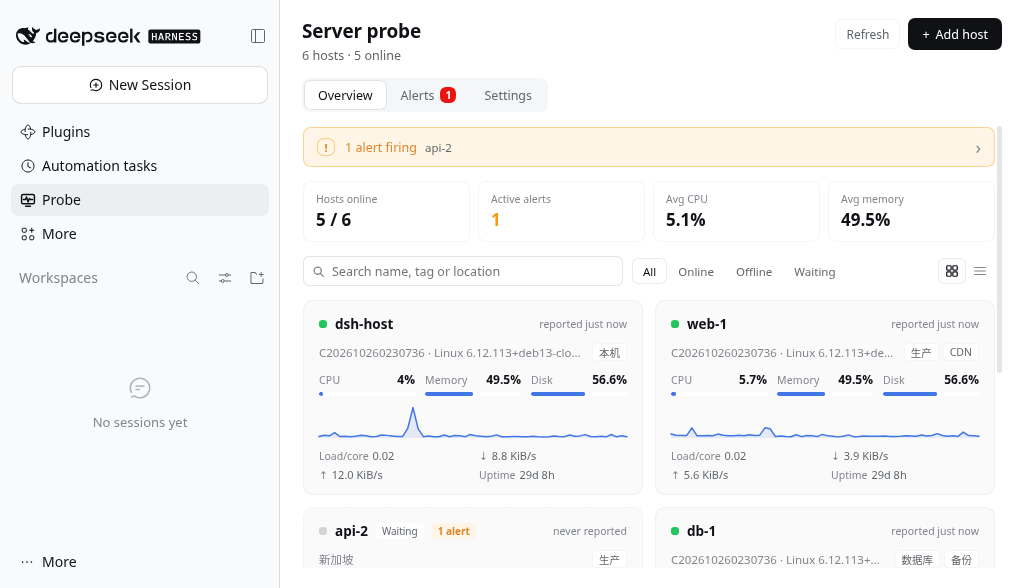 deepseek HARNESS
New Session
Plugins
Automation tasks
Probe
More
Workspaces
No sessions yet
More
Server probe
6 hosts · 5 online
Refresh
+ Add host
Overview
Alerts 1
Settings
! 1 alert firing api-2 ›
Hosts online
5 / 6
Active alerts
1
Avg CPU
5.1%
Avg memory
49.5%
Search name, tag or location
All
Online
Offline
Waiting
dsh-host reported just now
C202610260230736 · Linux 6.12.113+deb13-clo... 本机
CPU 4% Memory 49.5% Disk 56.6%
Load/core 0.02 ↓ 8.8 KiB/s
↑ 12.0 KiB/s Uptime 29d 8h
web-1 reported just now
C202610260230736 · Linux 6.12.113+de... 生产 CDN
CPU 5.7% Memory 49.5% Disk 56.6%
Load/core 0.02 ↓ 3.9 KiB/s
↑ 5.6 KiB/s Uptime 29d 8h
api-2 Waiting 1 alert never reported
新加坡 生产
db-1 reported just now
C202610260230736 · Linux 6.12.113+... 数据库 备份